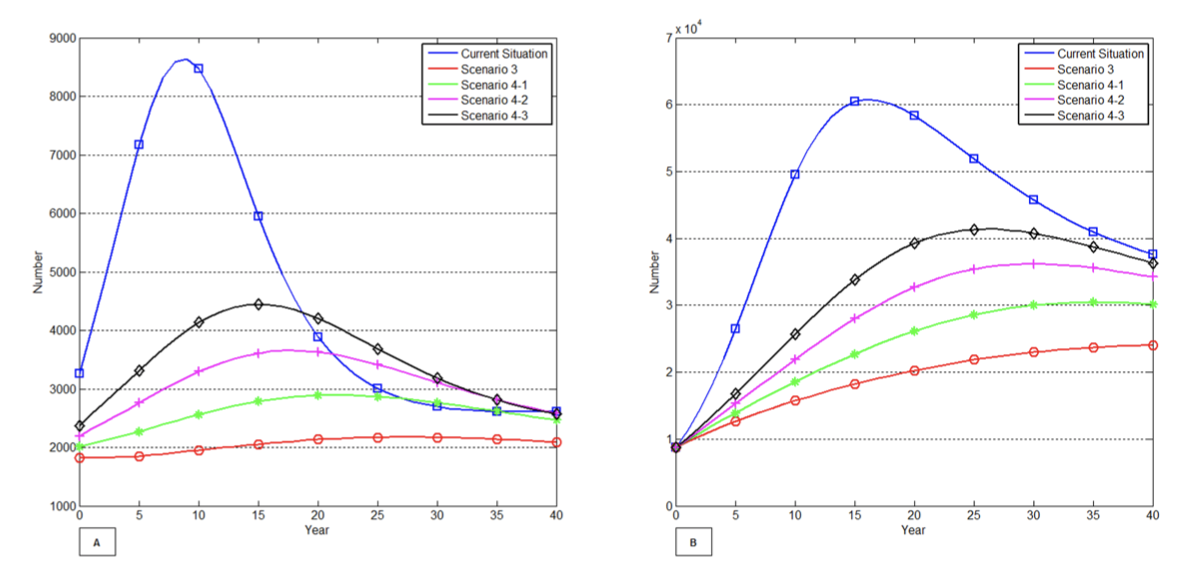 9000
8000
7000
6000
5000
4000
3000
2000
1000
Number
0 5 10 15 20 25 30 35 40
Year
Current Situation
Scenario 3
Scenario 4-1
Scenario 4-2
Scenario 4-3
A
7 x 10^4
6
5
4
3
2
1
0
Number
0 5 10 15 20 25 30 35 40
Year
Current Situation
Scenario 3
Scenario 4-1
Scenario 4-2
Scenario 4-3
B